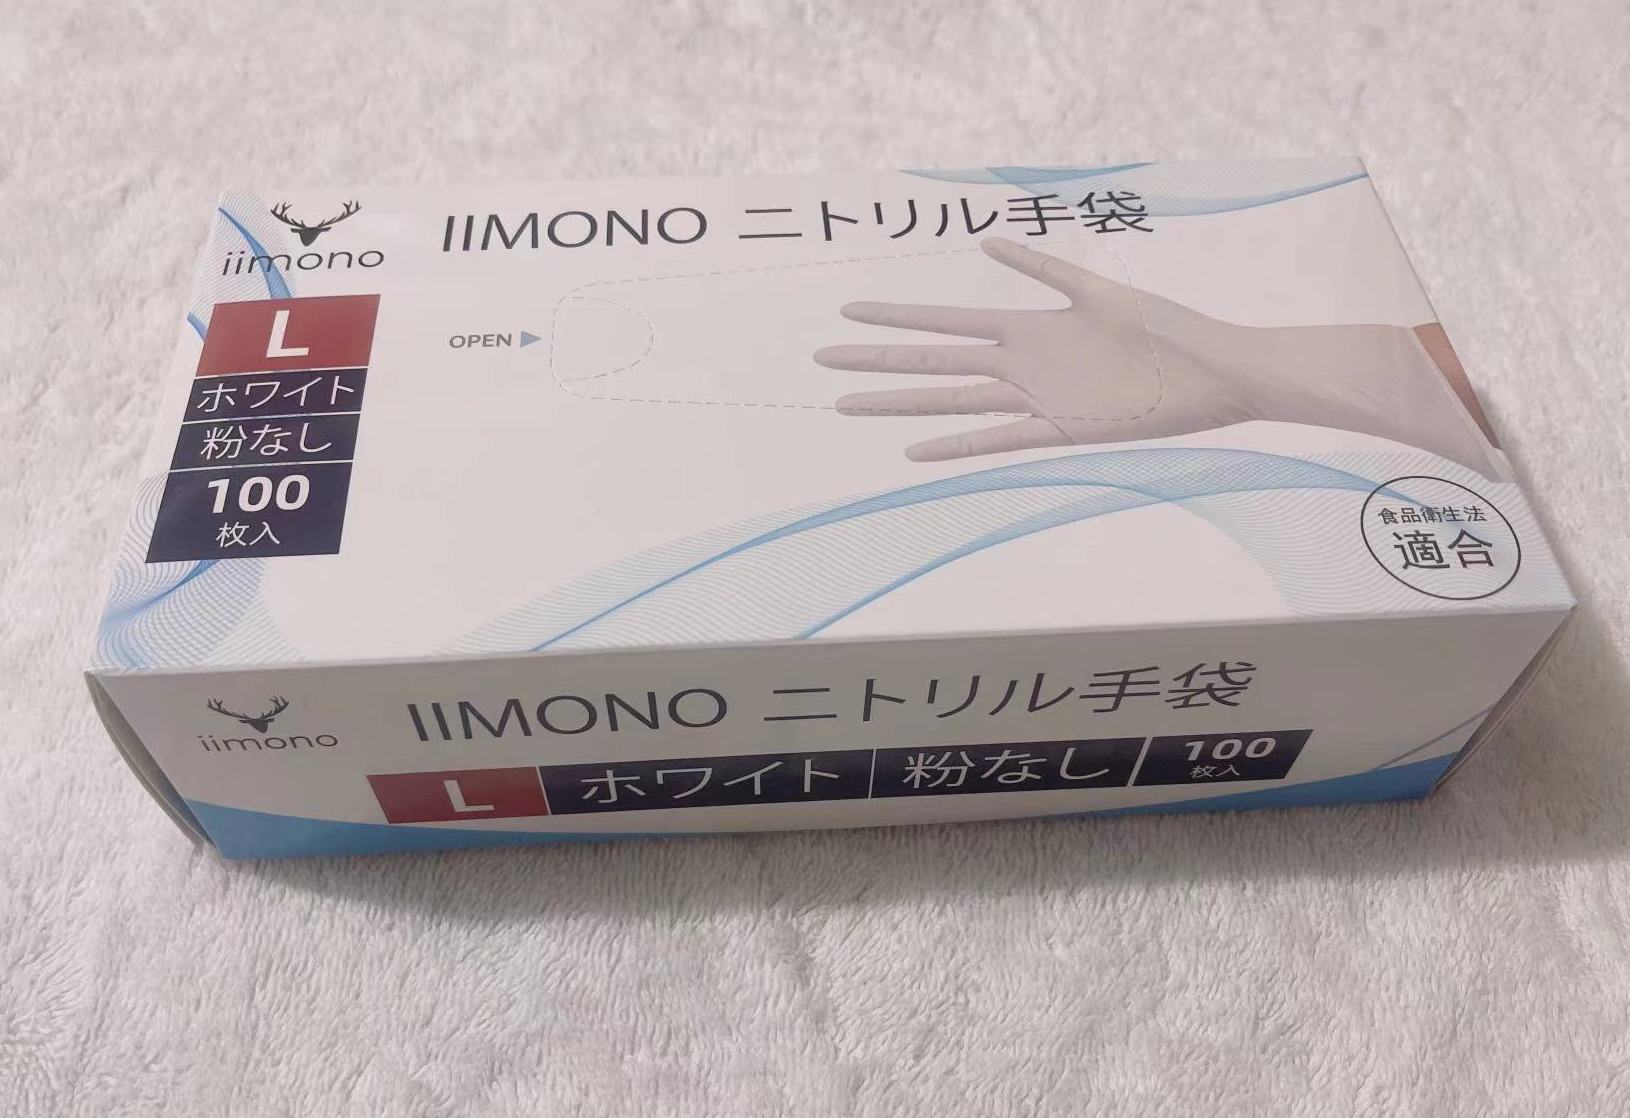 iimono
IIMONO ニトリル手袋
L
ホワイト
粉なし
100
枚入
OPEN
食品衛生法
適合
iimono
IIMONO ニトリル手袋
L ホワイト 粉なし 100
枚入